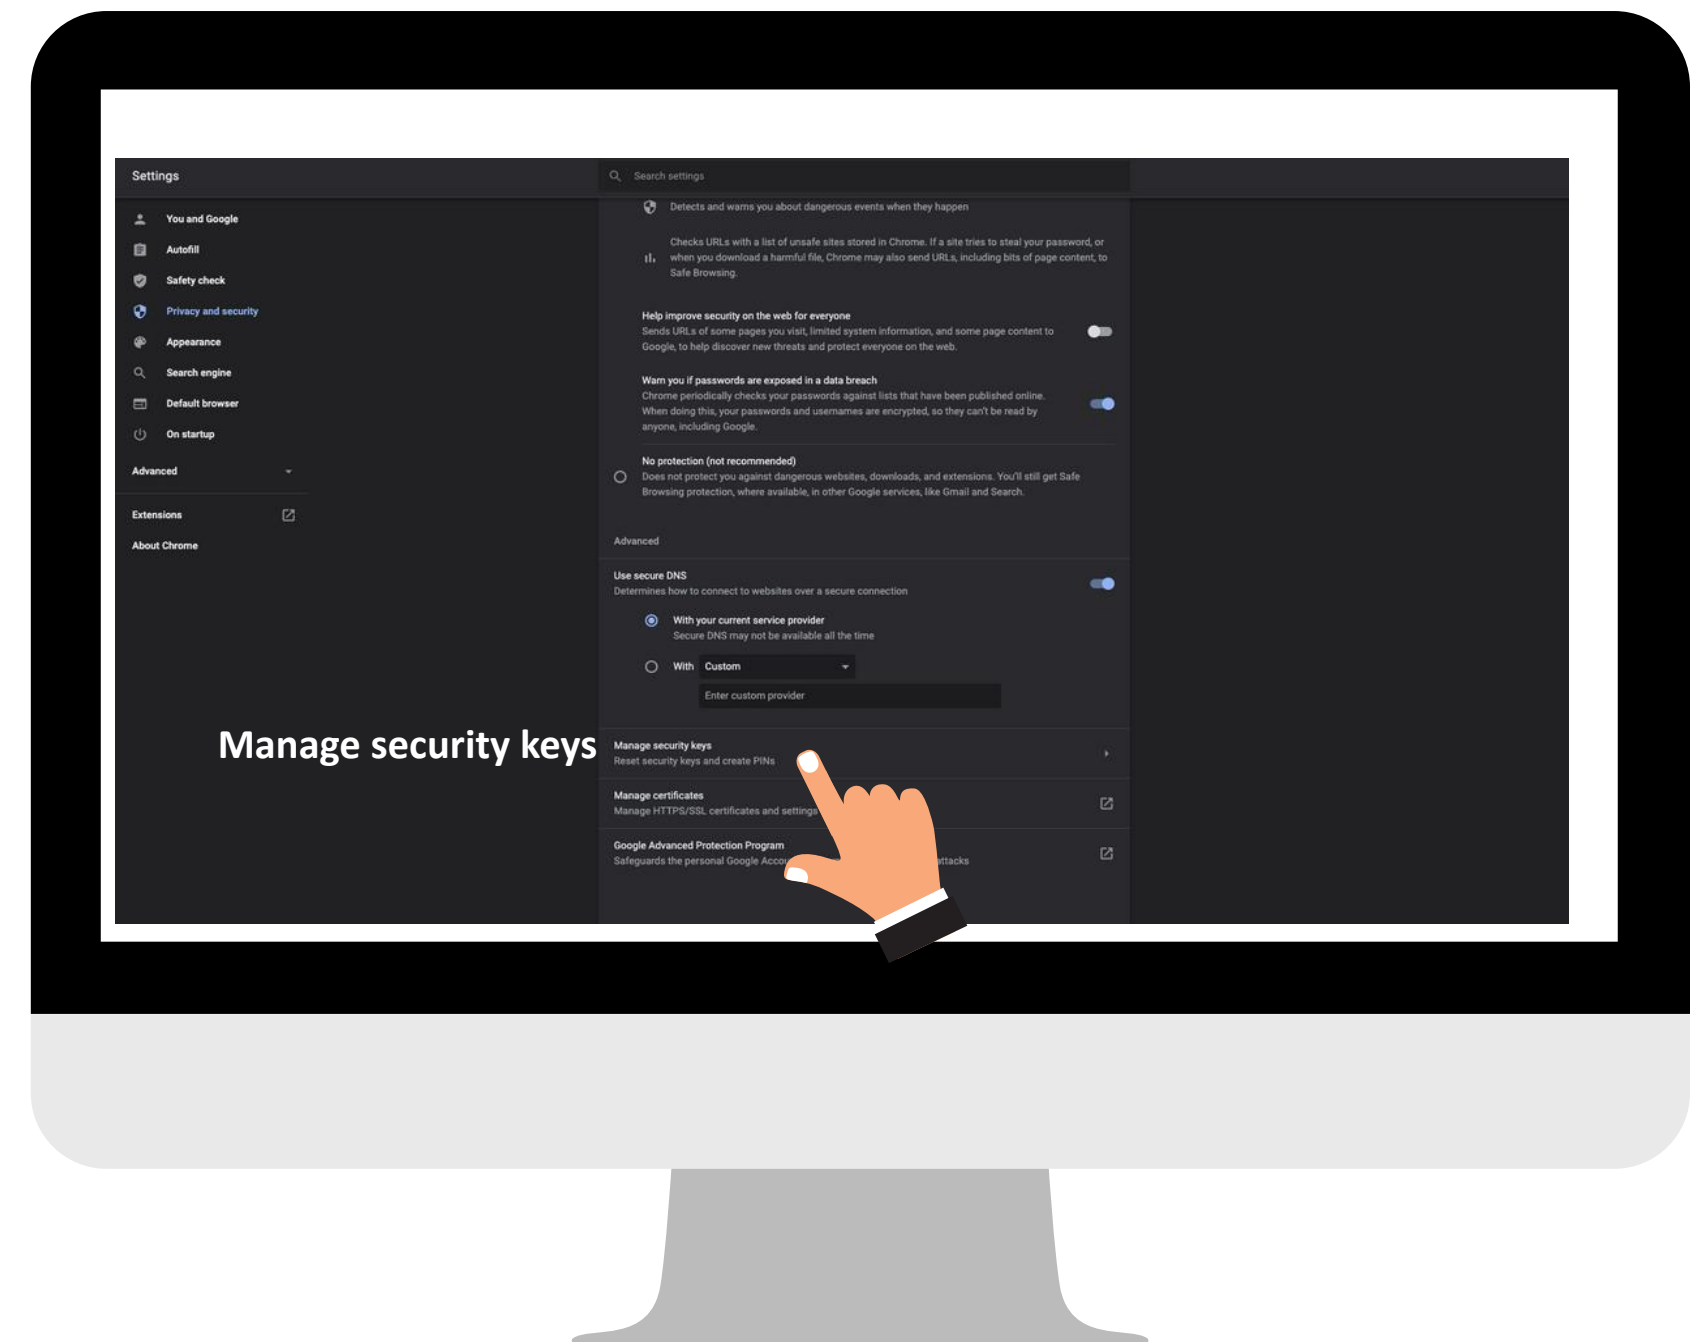 Settings
Search settings
You and Google
Autofill
Safety check
Privacy and security
Appearance
Search engine
Default browser
On startup
Advanced
Extensions
About Chrome
Detects and warns you about dangerous events when they happen
Checks URLs with a list of unsafe sites stored in Chrome. If a site tries to steal your password, or
when you download a harmful file, Chrome may also send URLs, including bits of page content, to
Safe Browsing.
Help improve security on the web for everyone
Sends URLs of some pages you visit, limited system information, and some page content to
Google, to help discover new threats and protect everyone on the web.
Warn you if passwords are exposed in a data breach
Chrome periodically checks your passwords against lists that have been published online.
When doing this, your passwords and usernames are encrypted, so they can't be read by
anyone, including Google.
No protection (not recommended)
Does not protect you against dangerous websites, downloads, and extensions. You'll still get Safe
Browsing protection, where available, in other Google services, like Gmail and Search.
Advanced
Use secure DNS
Determines how to connect to websites over a secure connection
With your current service provider
Secure DNS may not be available all the time
With Custom
Enter custom provider
Manage security keys
Manage security keys
Reset security keys and create PINs
Manage certificates
Manage HTTPS/SSL certificates and settings
Google Advanced Protection Program
Safeguards the personal Google attacks